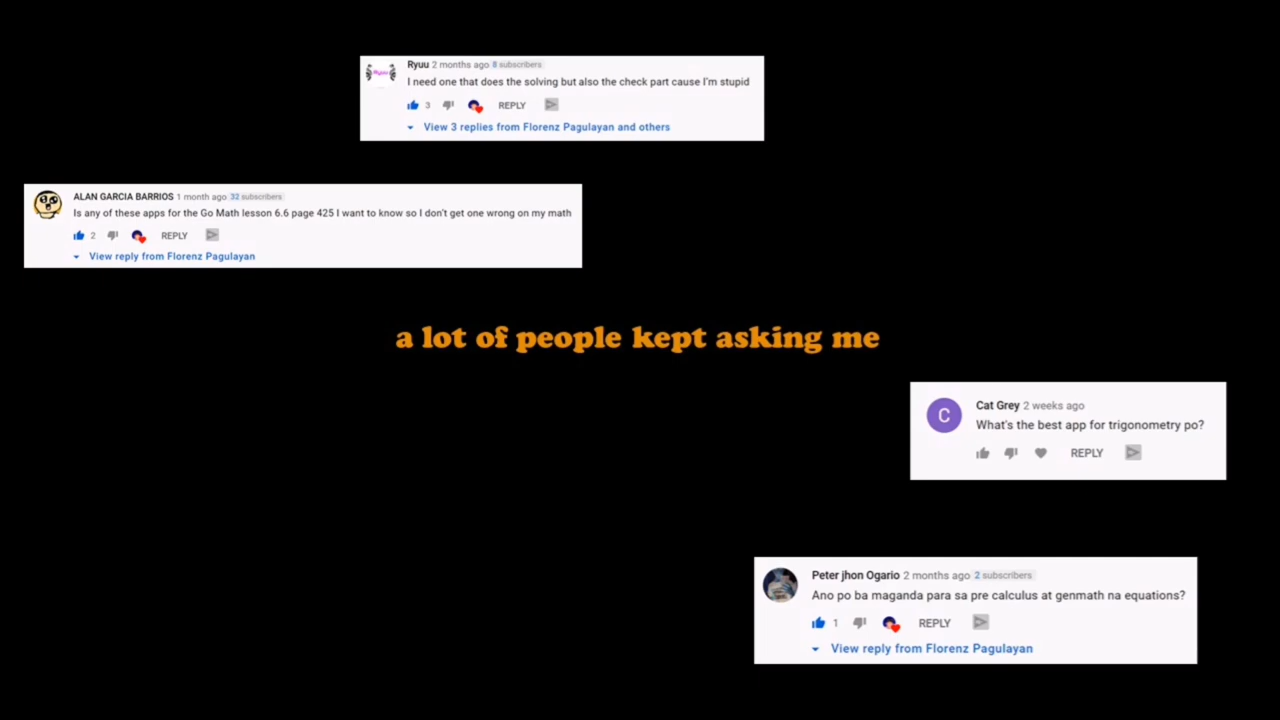 Ryuu 2 months ago 8 subscribers
I need one that does the solving but also the check part cause I'm stupid
3 REPLY
View 3 replies from Florenz Pagulayan and others
ALAN GARCIA BARRIOS 1 month ago 32 subscribers
Is any of these apps for the Go Math lesson 6.6 page 425 I want to know so I don't get one wrong on my math
2 REPLY
View reply from Florenz Pagulayan
a lot of people kept asking me
C
Cat Grey 2 weeks ago
What's the best app for trigonometry po?
REPLY
Peter jhon Ogario 2 months ago 2 subscribers
Ano po ba maganda para sa pre calculus at genmath na equations?
1 REPLY
View reply from Florenz Pagulayan